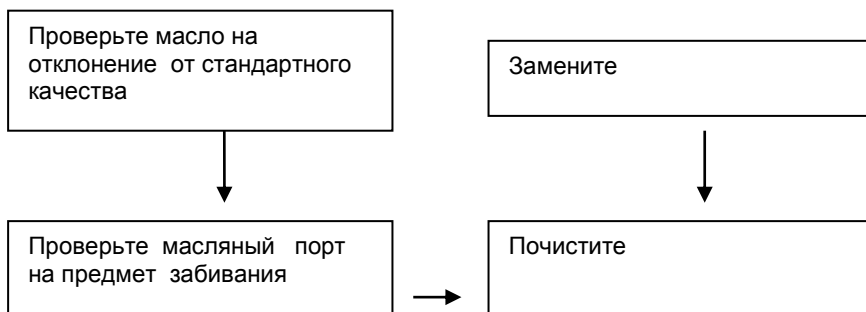 Проверьте масло на
отклонение от стандартного
качества
Замените
Проверьте масляный порт
на предмет забивания
Почистите